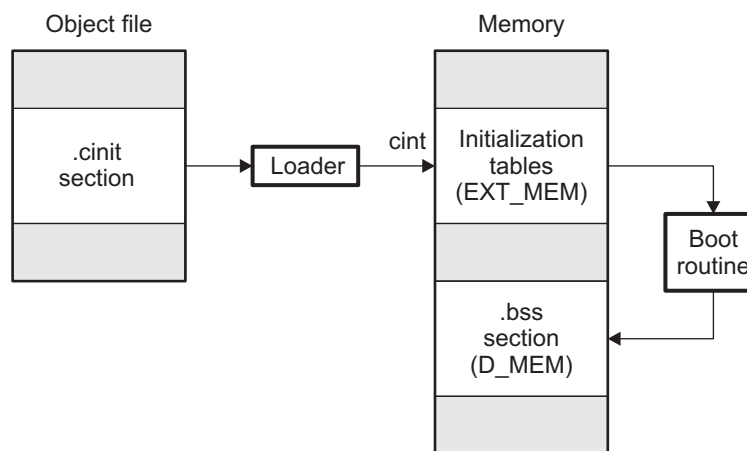 Object file
Memory
.cinit
section
Loader
cint
Initialization
tables
(EXT_MEM)
Boot
routine
.bss
section
(D_MEM)